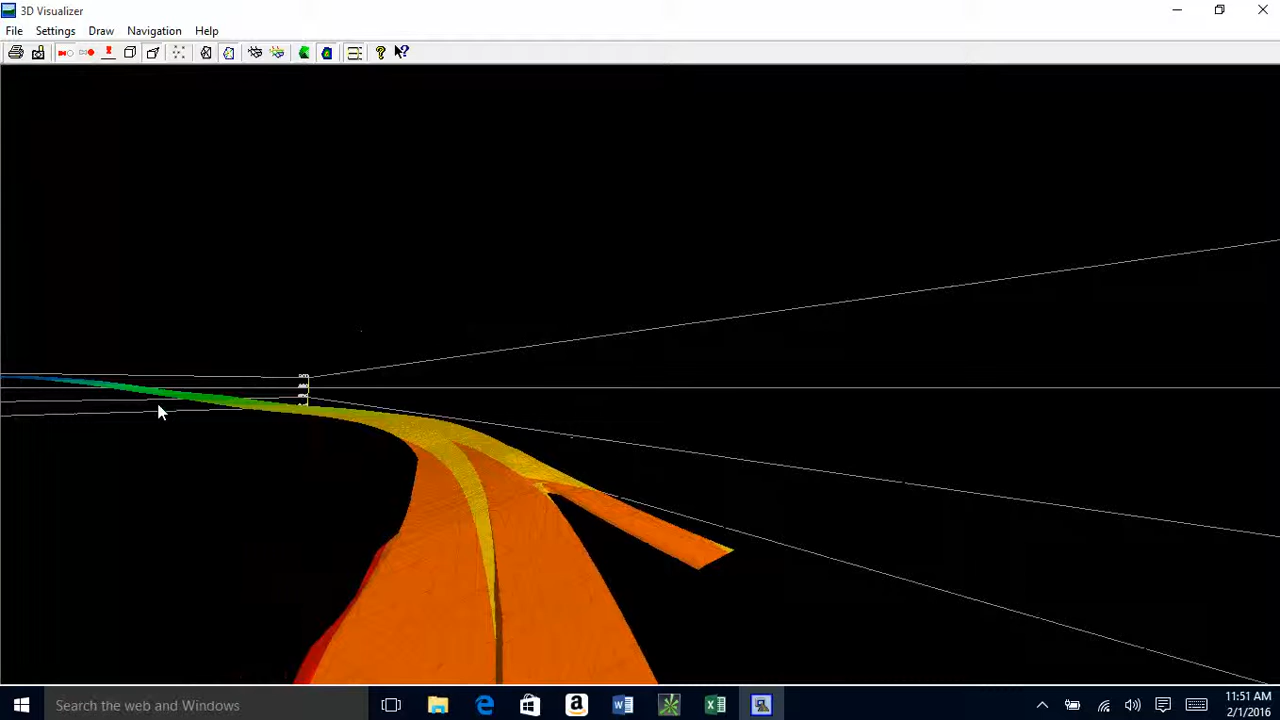 3D Visualizer
File Settings Draw Navigation Help
Search the web and Windows
11:51 AM
2/1/2016